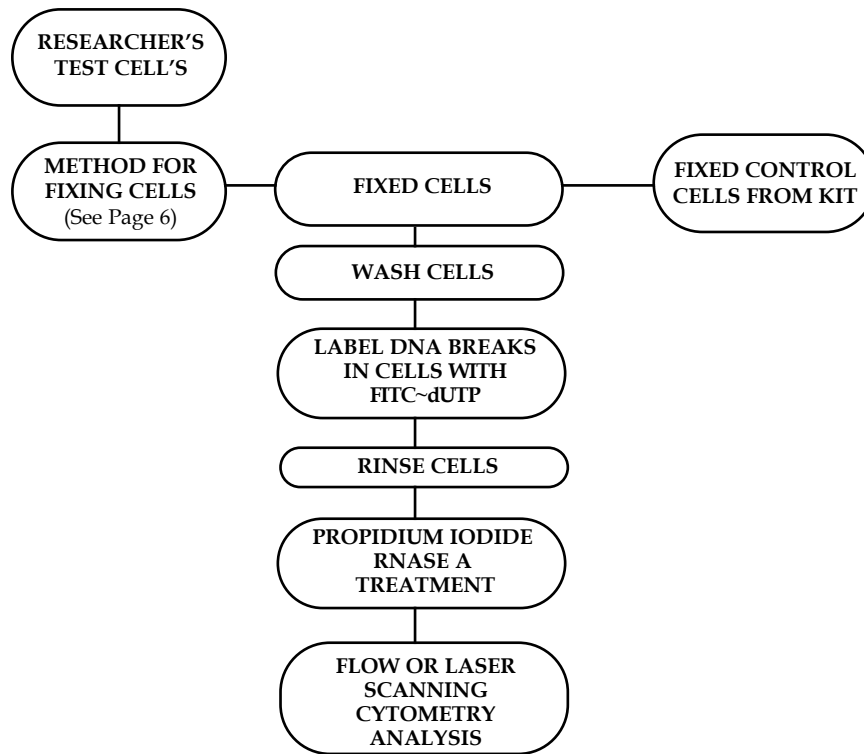 RESEARCHER'S
TEST CELL'S
METHOD FOR
FIXING CELLS
(See Page 6)
FIXED CELLS
FIXED CONTROL
CELLS FROM KIT
WASH CELLS
LABEL DNA BREAKS
IN CELLS WITH
FITC~dUTP
RINSE CELLS
PROPIDIUM IODIDE
RNASE A
TREATMENT
FLOW OR LASER
SCANNING
CYTOMETRY
ANALYSIS